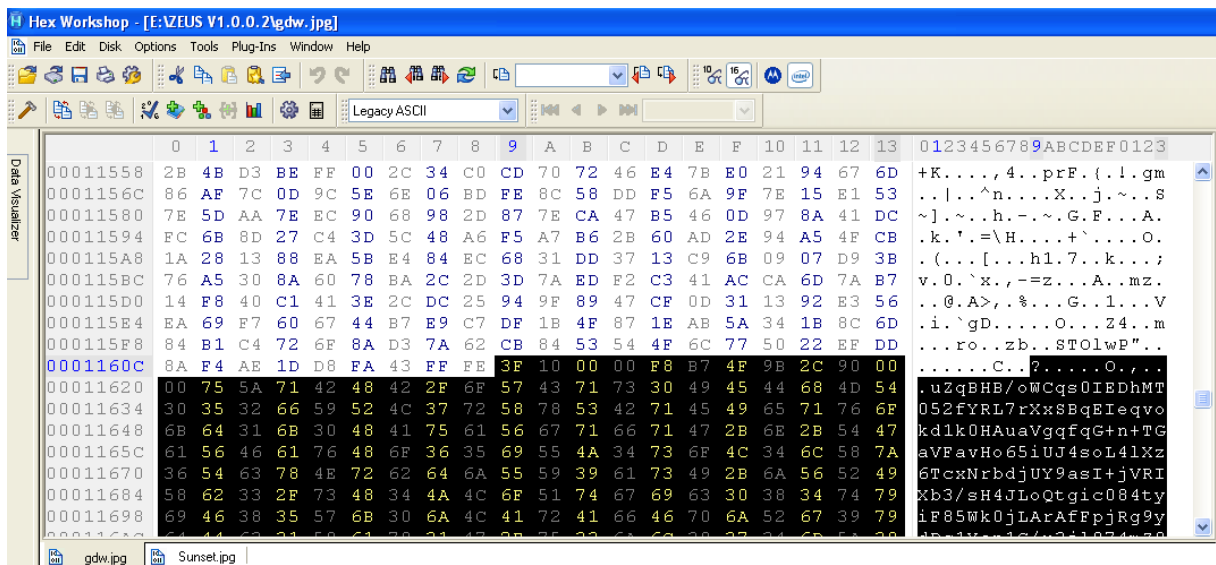 Hex Workshop - [E:\ZEUS V1.0.0.2\gdw.jpg]
File Edit Disk Options Tools Plug-Ins Window Help
Legacy ASCII
Data Visualizer
0 1 2 3 4 5 6 7 8 9 A B C D E F 10 11 12 13 0123456789ABCDEF0123
00011558 2B 4B D3 BE FF 00 2C 34 C0 CD 70 72 46 E4 7B E0 21 94 67 6D +K....,4..prF.{.!.gm
0001156C 86 AF 7C 0D 9C 5E 6E 06 BD FE 8C 58 DD F5 6A 9F 7E 15 E1 53 ..|..^n....X..j.~..S
00011580 7E 5D AA 7E EC 90 68 98 2D 87 7E CA 47 B5 46 0D 97 8A 41 DC ~].~..h.-.~.G.F...A.
00011594 FC 6B 8D 27 C4 3D 5C 48 A6 F5 A7 B6 2B 60 AD 2E 94 A5 4F CB .k.'.=\H....+`....O.
000115A8 1A 28 13 88 EA 5B E4 84 EC 68 31 DD 37 13 C9 6B 09 07 D9 3B .(...[...h1.7..k...;
000115BC 76 A5 30 8A 60 78 BA 2C 2D 3D 7A ED F2 C3 41 AC CA 6D 7A B7 v.0.`x.,-=z...A..mz.
000115D0 14 F8 40 C1 41 3E 2C DC 25 94 9F 89 47 CF 0D 31 13 92 E3 56 ..@.A>,.%...G..1...V
000115E4 EA 69 F7 60 67 44 B7 E9 C7 DF 1B 4F 87 1E AB 5A 34 1B 8C 6D .i.`gD.....O...Z4..m
000115F8 84 B1 C4 72 6F 8A D3 7A 62 CB 84 53 54 4F 6C 77 50 22 EF DD ...ro..zb..STOlwP"..
0001160C 8A F4 AE 1D D8 FA 43 FF FE 3F 10 00 00 F8 B7 4F 9B 2C 90 00 ......C..?.....O.,..
00011620 00 75 5A 71 42 48 42 2F 6F 57 43 71 73 30 49 45 44 68 4D 54 .uZqBHB/oWCqs0IEDhMT
00011634 30 35 32 66 59 52 4C 37 72 58 78 53 42 71 45 49 65 71 76 6F 052fYRL7rXxSBqEIeqvo
00011648 6B 64 31 6B 30 48 41 75 61 56 67 71 66 71 47 2B 6E 2B 54 47 kd1k0HAuaVgqfqG+n+TG
0001165C 61 56 46 61 76 48 6F 36 35 69 55 4A 34 73 6F 4C 34 6C 58 7A aVFavHo65iUJ4soL4lXz
00011670 36 54 63 78 4E 72 62 64 6A 55 59 39 61 73 49 2B 6A 56 52 49 6TcxNrbdjUY9asI+jVRI
00011684 58 62 33 2F 73 48 34 4A 4C 6F 51 74 67 69 63 30 38 34 74 79 Xb3/sH4JLoQtgic084ty
00011698 69 46 38 35 57 6B 30 6A 4C 41 72 41 66 46 70 6A 52 67 39 79 iF85Wk0jLArAfFpjRg9y
gdw.jpg Sunset.jpg